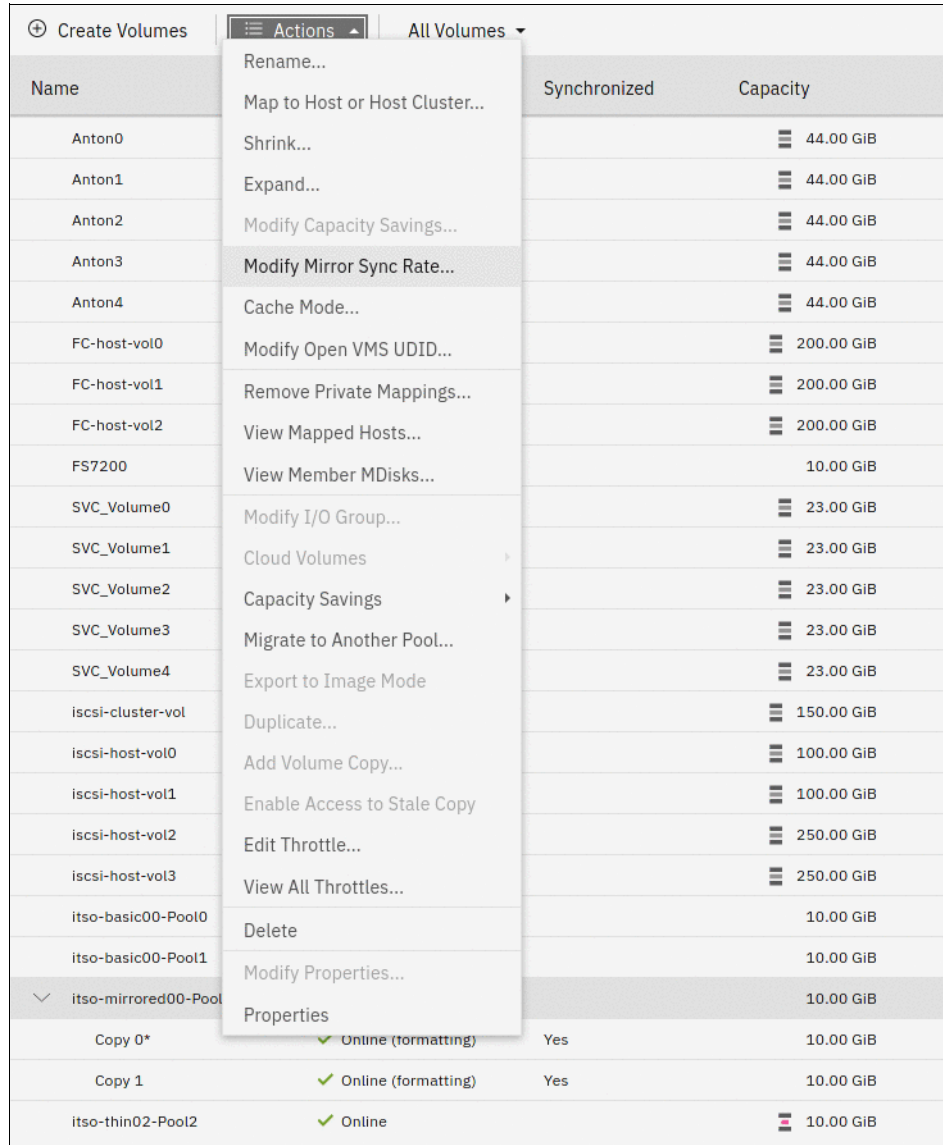 Create Volumes Actions All Volumes
Rename...
Name Synchronized Capacity
Map to Host or Host Cluster...
Anton0 44.00 GiB
Shrink...
Anton1 44.00 GiB
Expand...
Anton2 44.00 GiB
Modify Capacity Savings...
Anton3 44.00 GiB
Modify Mirror Sync Rate...
Anton4 44.00 GiB
Cache Mode...
FC-host-vol0 200.00 GiB
Modify Open VMS UDID...
FC-host-vol1 200.00 GiB
Remove Private Mappings...
FC-host-vol2 200.00 GiB
View Mapped Hosts...
FS7200 10.00 GiB
View Member MDisks...
SVC_Volume0 23.00 GiB
Modify I/O Group...
SVC_Volume1 23.00 GiB
Cloud Volumes
SVC_Volume2 23.00 GiB
Capacity Savings
SVC_Volume3 23.00 GiB
Migrate to Another Pool...
SVC_Volume4 23.00 GiB
Export to Image Mode
iscsi-cluster-vol 150.00 GiB
Duplicate...
iscsi-host-vol0 100.00 GiB
Add Volume Copy...
iscsi-host-vol1 100.00 GiB
Enable Access to Stale Copy
iscsi-host-vol2 250.00 GiB
Edit Throttle...
iscsi-host-vol3 250.00 GiB
View All Throttles...
itso-basic00-Pool0 10.00 GiB
Delete
itso-basic00-Pool1 10.00 GiB
Modify Properties...
itso-mirrored00-Pool 10.00 GiB
Properties
Copy 0* Online (formatting) Yes 10.00 GiB
Copy 1 Online (formatting) Yes 10.00 GiB
itso-thin02-Pool2 Online 10.00 GiB